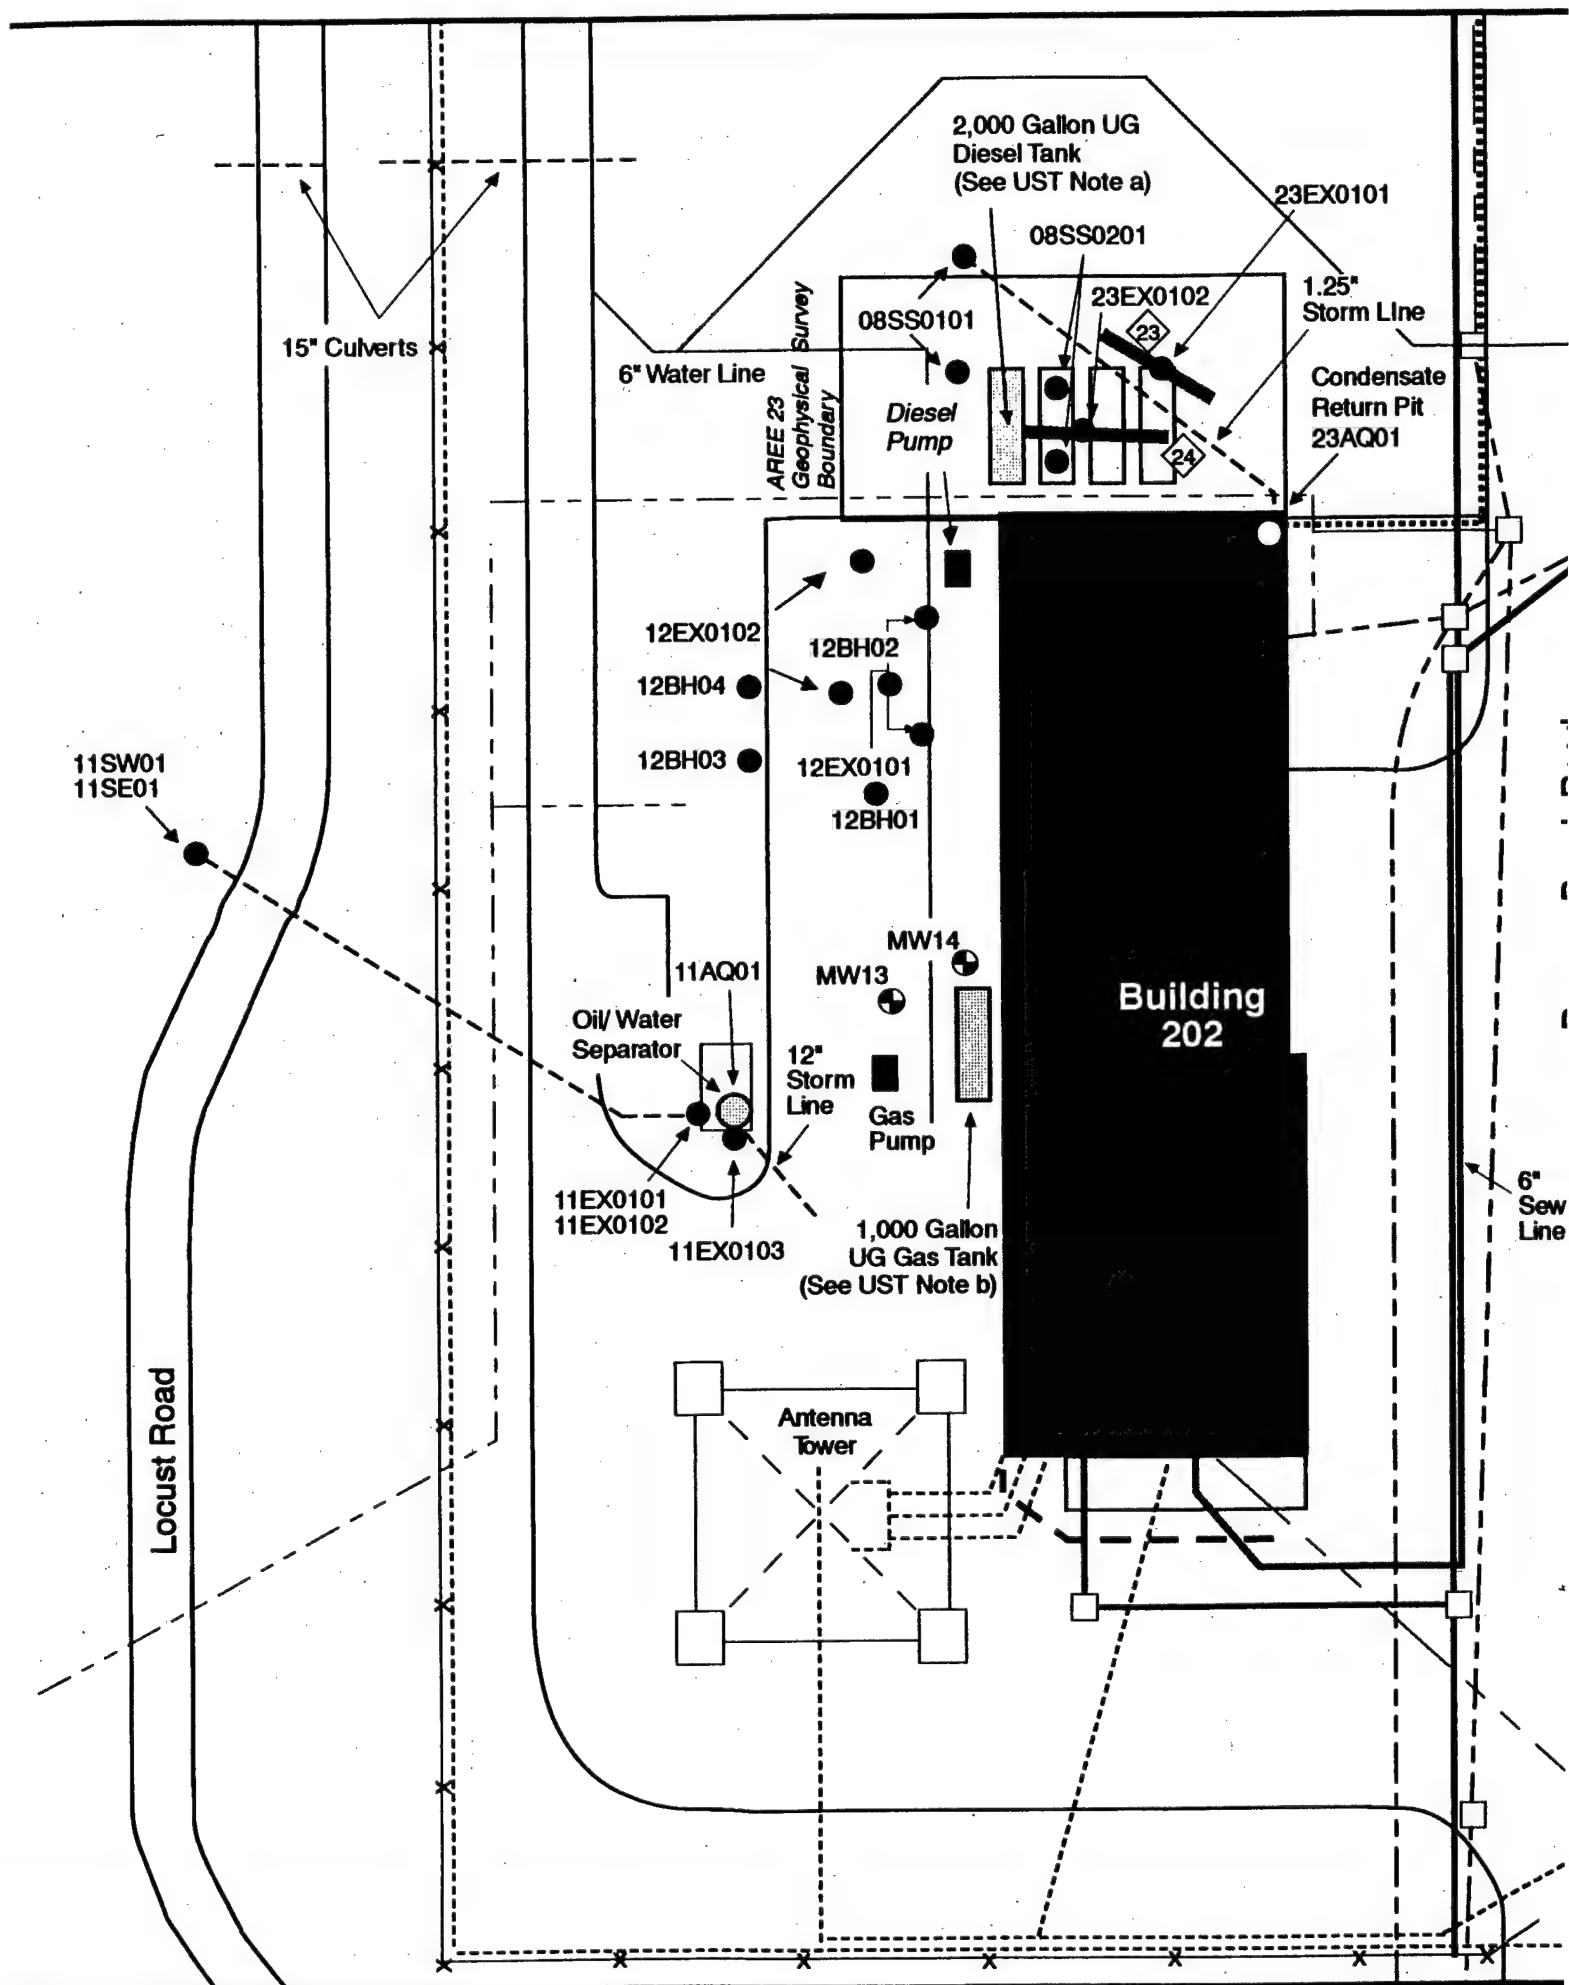 2,000 Gallon UG
Diesel Tank
(See UST Note a)
23EX0101
08SS0201
23EX0102
1.25"
Storm Line
08SS0101
23
15" Culverts
6" Water Line
AREE 23
Geophysical Survey
Boundary
Diesel
Pump
Condensate
Return Pit
23AQ01
24
12EX0102
12BH02
12BH04
12BH03
12EX0101
12BH01
11SW01
11SE01
MW14
MW13
11AQ01
Building
202
Oil/ Water
Separator
12"
Storm
Line
Gas
Pump
11EX0101
11EX0102
11EX0103
1,000 Gallon
UG Gas Tank
(See UST Note b)
6"
Sew
Line
Antenna
Tower
Locust Road